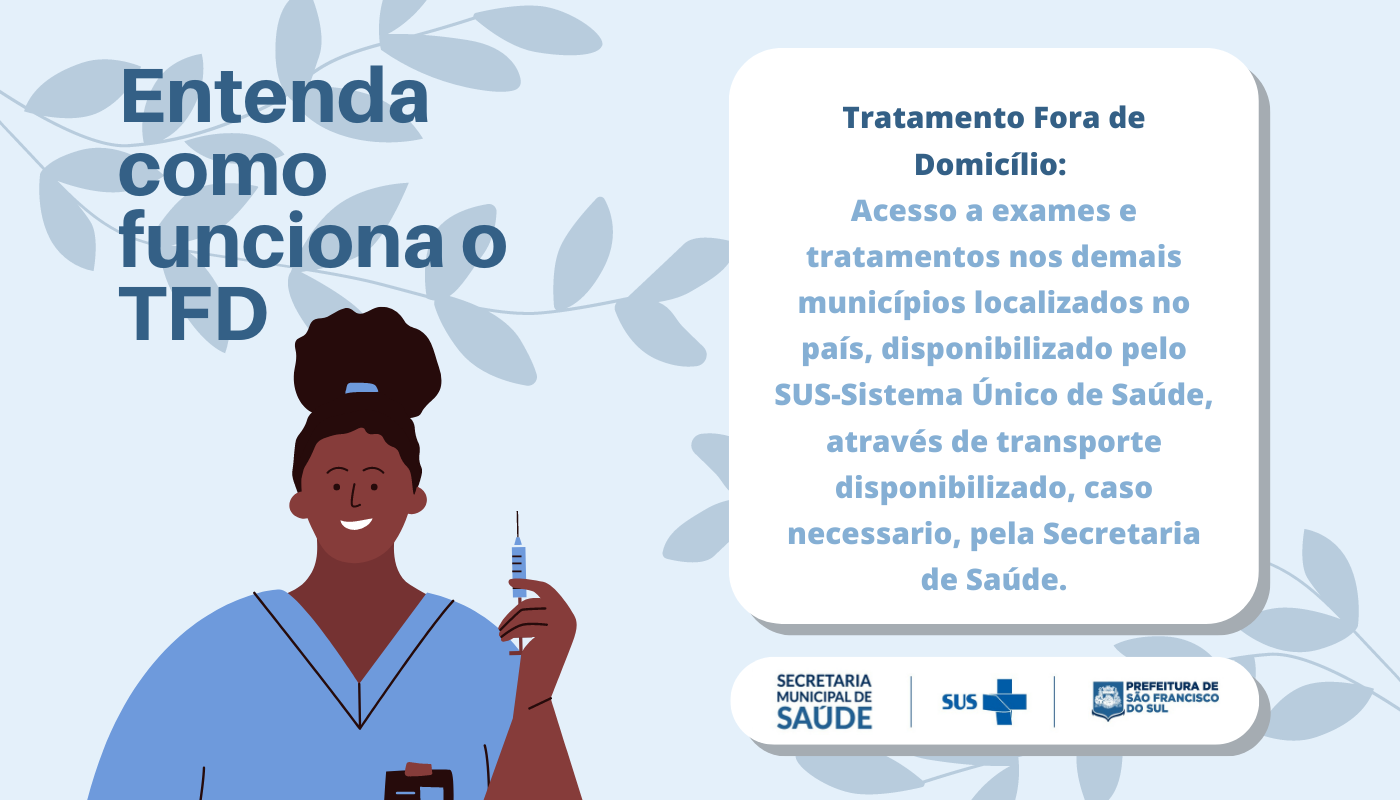 Entenda
como
funciona o
TFD
Tratamento Fora de
Domicílio:
Acesso a exames e
tratamentos nos demais
municípios localizados no
país, disponibilizado pelo
SUS-Sistema Único de Saúde,
através de transporte
disponibilizado, caso
necessario, pela Secretaria
de Saúde.
SECRETARIA
MUNICIPAL DE
SAÚDE
SUS
PREFEITURA DE
SÃO FRANCISCO
DO SUL